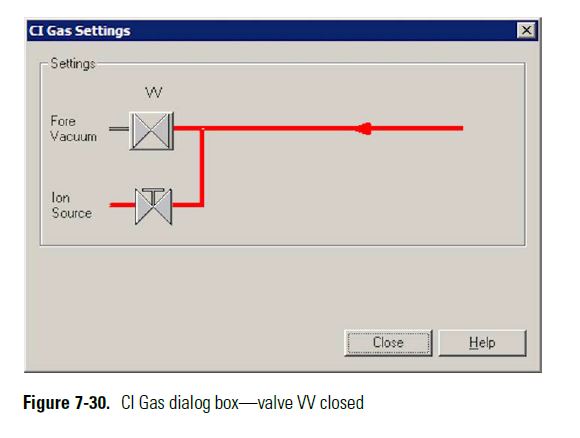 CI Gas Settings
Settings
VV
Fore
Vacuum
Ion
Source
Close
Help
Figure 7-30. CI Gas dialog box—valve VV closed